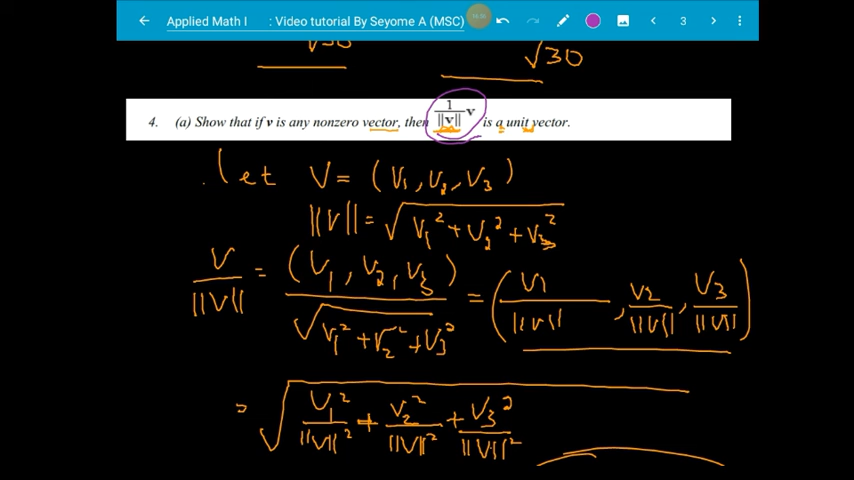 Applied Math I : Video tutorial By Seyome A (MSC)
3
√30 √30
4. (a) Show that if v is any nonzero vector, then 1/||v|| v is a unit vector.
let V = (V1, V2, V3)
||V|| = √(V1² + V2² + V3²)
V/||V|| = (V1, V2, V3)/√(V1² + V2² + V3²) = (V1/||V||, V2/||V||, V3/||V||)
= √(V1²/||V||² + V2²/||V||² + V3²/||V||²)